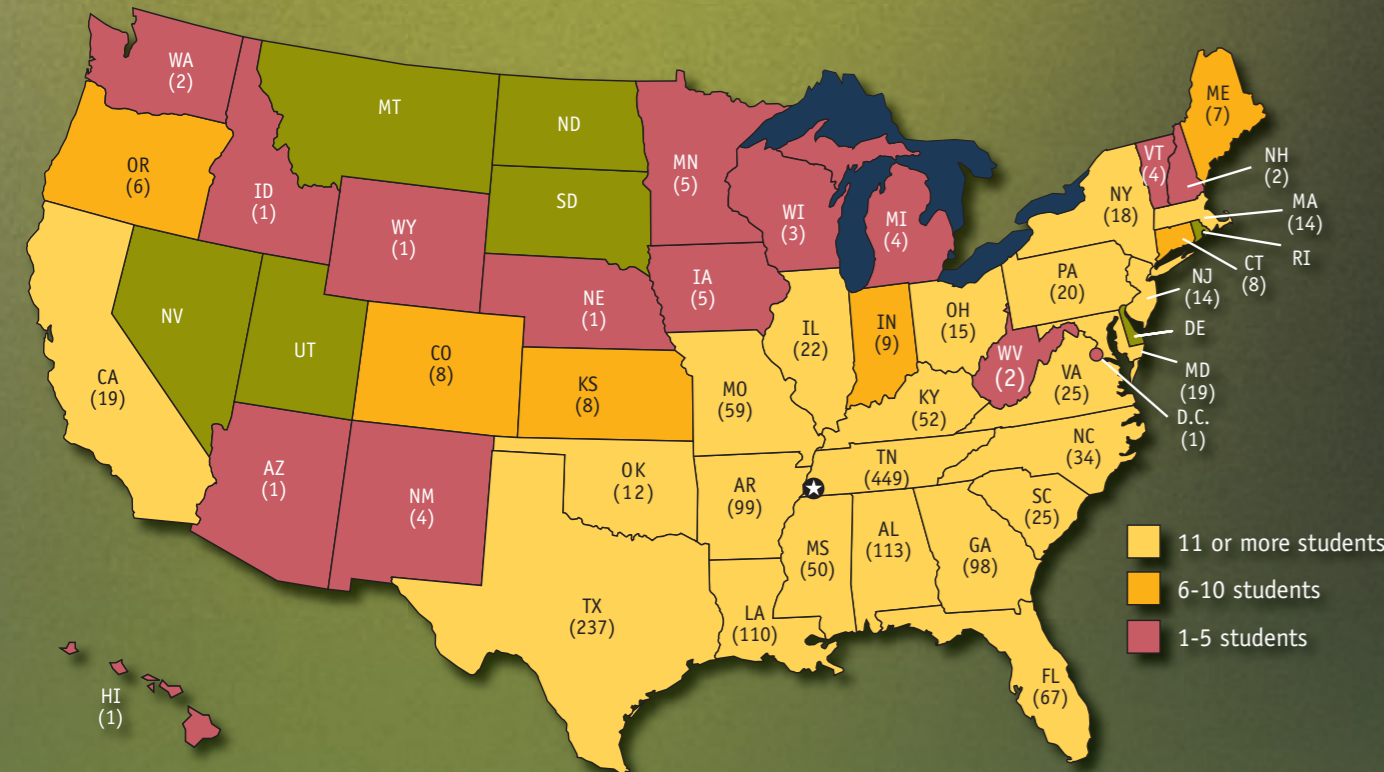 WA
(2)
MT
ND
MN
(5)
ME
(7)
OR
(6)
ID
(1)
SD
WI
(3)
MI
(4)
VT
(4)
NH
(2)
NY
(18)
MA
(14)
WY
(1)
RI
CT
(8)
NJ
(14)
PA
(20)
IA
(5)
NE
(1)
NV
UT
CO
(8)
KS
(8)
IL
(22)
IN
(9)
OH
(15)
DE
WV
(2)
VA
(25)
MD
(19)
D.C.
(1)
CA
(19)
MO
(59)
KY
(52)
NC
(34)
TN
(449)
AZ
(1)
NM
(4)
OK
(12)
AR
(99)
SC
(25)
MS
(50)
AL
(113)
GA
(98)
TX
(237)
LA
(110)
FL
(67)
HI
(1)
11 or more students
6-10 students
1-5 students